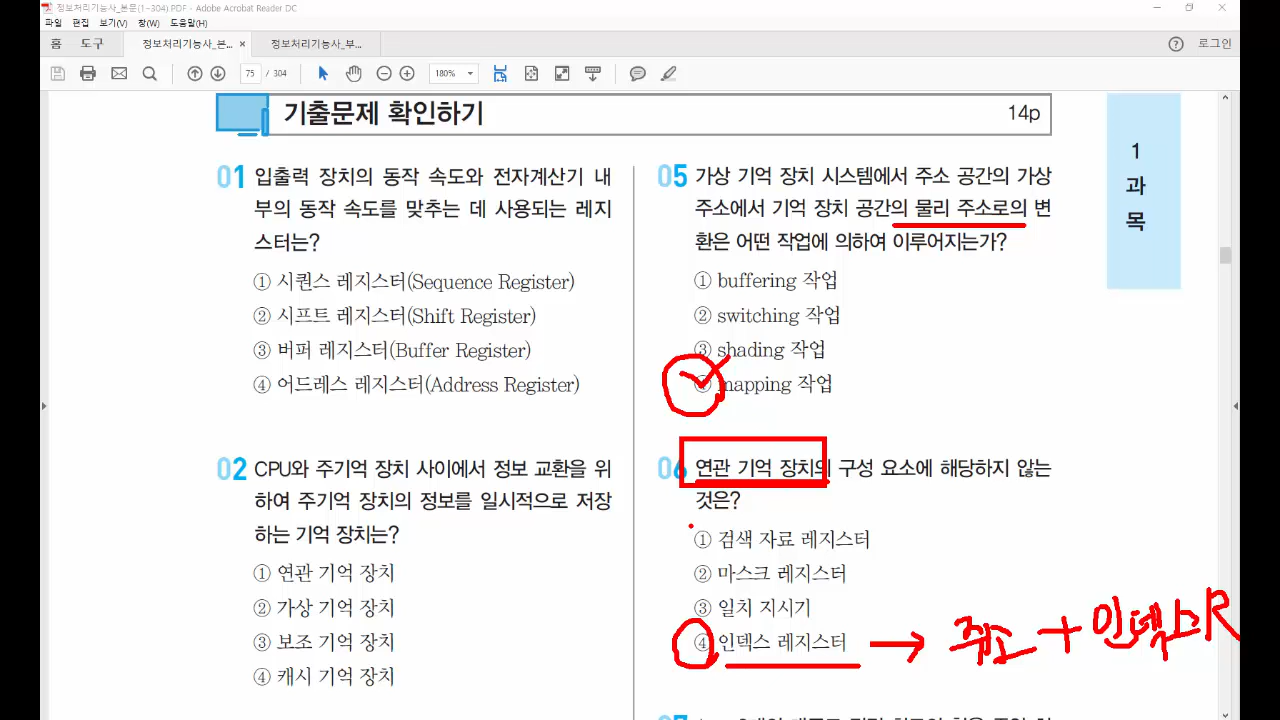 정보처리기능사_본문(1-304).PDF - Adobe Acrobat Reader DC
파일 편집 보기(V) 창(W) 도움말(H)
홈 도구 정보처리기능사_본... × 정보처리기능사_부... 로그인
75 / 304 180%
기출문제 확인하기 14p
1
과
목
01 입출력 장치의 동작 속도와 전자계산기 내
부의 동작 속도를 맞추는 데 사용되는 레지
스터는?
① 시퀀스 레지스터(Sequence Register)
② 시프트 레지스터(Shift Register)
③ 버퍼 레지스터(Buffer Register)
④ 어드레스 레지스터(Address Register)
02 CPU와 주기억 장치 사이에서 정보 교환을 위
하여 주기억 장치의 정보를 일시적으로 저장
하는 기억 장치는?
① 연관 기억 장치
② 가상 기억 장치
③ 보조 기억 장치
④ 캐시 기억 장치
05 가상 기억 장치 시스템에서 주소 공간의 가상
주소에서 기억 장치 공간의 물리 주소로의 변
환은 어떤 작업에 의하여 이루어지는가?
① buffering 작업
② switching 작업
③ shading 작업
④ mapping 작업
06 연관 기억 장치의 구성 요소에 해당하지 않는
것은?
① 검색 자료 레지스터
② 마스크 레지스터
③ 일치 지시기
④ 인덱스 레지스터 → 주소 + 인덱스R